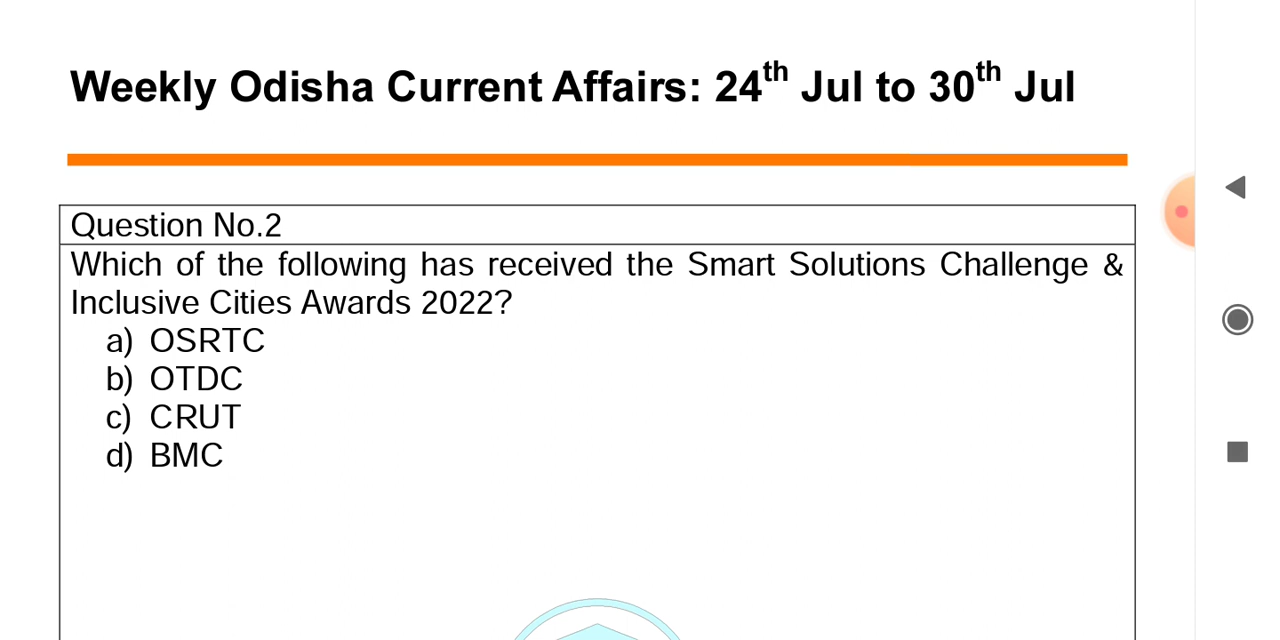 Weekly Odisha Current Affairs: 24th Jul to 30th Jul
Question No.2
Which of the following has received the Smart Solutions Challenge &
Inclusive Cities Awards 2022?
a) OSRTC
b) OTDC
c) CRUT
d) BMC